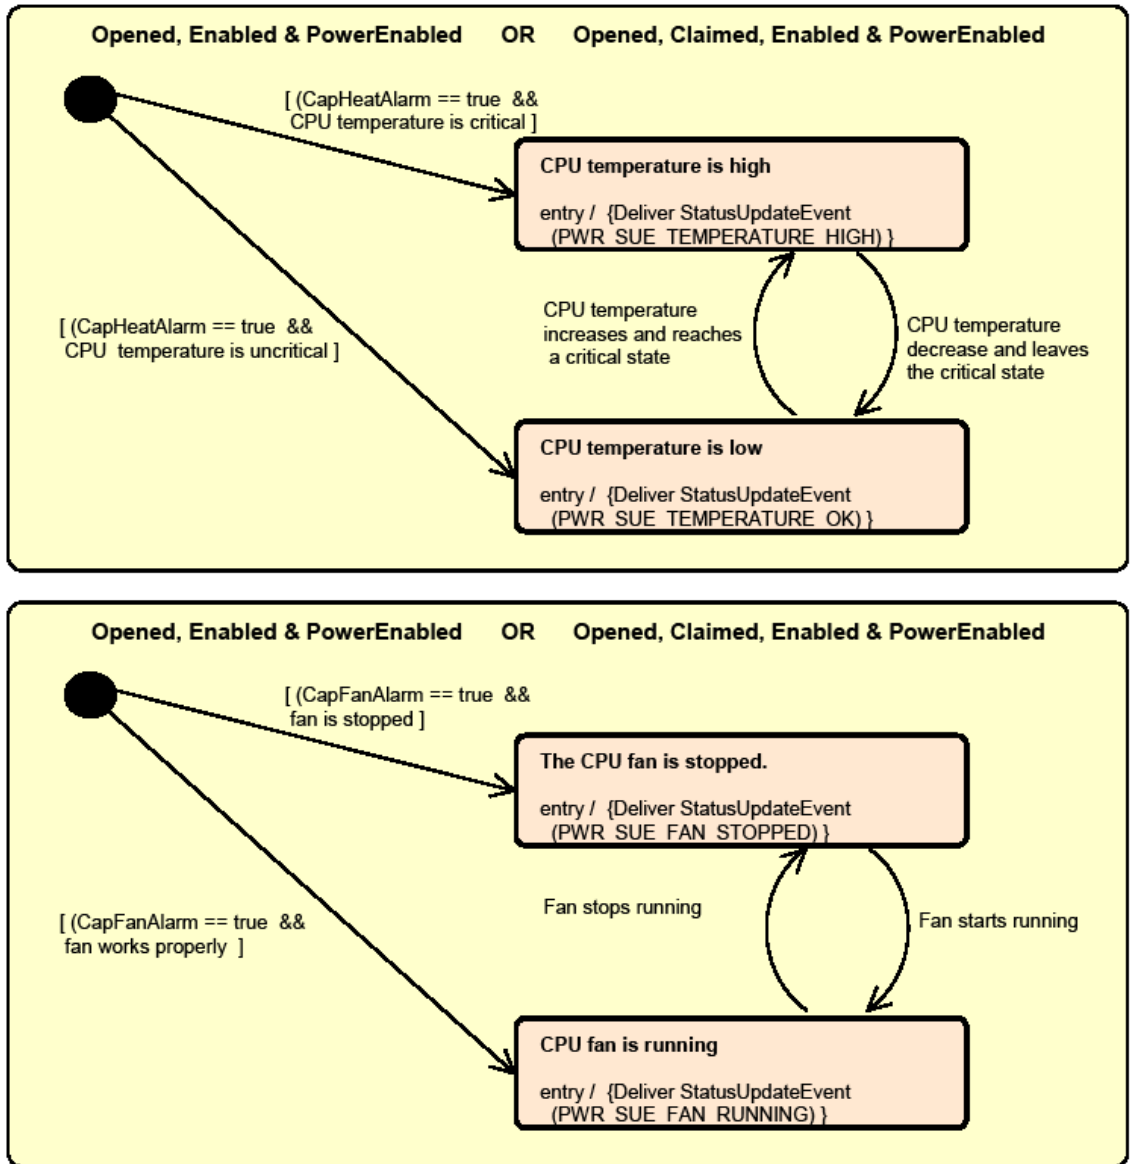 Opened, Enabled & PowerEnabled OR Opened, Claimed, Enabled & PowerEnabled
[ (CapHeatAlarm == true &&
CPU temperature is critical ]
CPU temperature is high
entry / {Deliver StatusUpdateEvent
(PWR_SUE_TEMPERATURE_HIGH) }
[ (CapHeatAlarm == true &&
CPU temperature is uncritical ]
CPU temperature
increases and reaches
a critical state
CPU temperature
decrease and leaves
the critical state
CPU temperature is low
entry / {Deliver StatusUpdateEvent
(PWR_SUE_TEMPERATURE_OK) }
Opened, Enabled & PowerEnabled OR Opened, Claimed, Enabled & PowerEnabled
[ (CapFanAlarm == true &&
fan is stopped ]
The CPU fan is stopped.
entry / {Deliver StatusUpdateEvent
(PWR_SUE_FAN_STOPPED) }
[ (CapFanAlarm == true &&
fan works properly ]
Fan stops running
Fan starts running
CPU fan is running
entry / {Deliver StatusUpdateEvent
(PWR_SUE_FAN_RUNNING) }